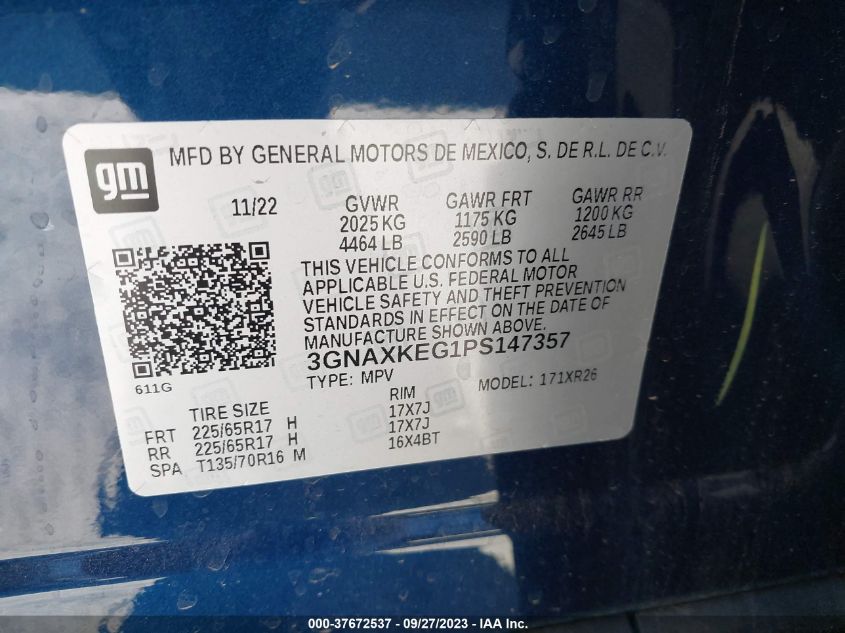 gm
MFD BY GENERAL MOTORS DE MEXICO, S. DE R.L. DE C.V.
11/22 GVWR GAWR FRT GAWR RR
2025 KG 1175 KG 1200 KG
4464 LB 2590 LB 2645 LB
THIS VEHICLE CONFORMS TO ALL
APPLICABLE U.S. FEDERAL MOTOR
VEHICLE SAFETY AND THEFT PREVENTION
STANDARDS IN EFFECT ON THE DATE OF
MANUFACTURE SHOWN ABOVE.
3GNAXKEG1PS147357
611G TYPE: MPV MODEL: 171XR26
TIRE SIZE RIM
FRT 225/65R17 H 17X7J
RR 225/65R17 H 17X7J
SPA T135/70R16 M 16X4BT
000-37672537 - 09/27/2023 - IAA Inc.